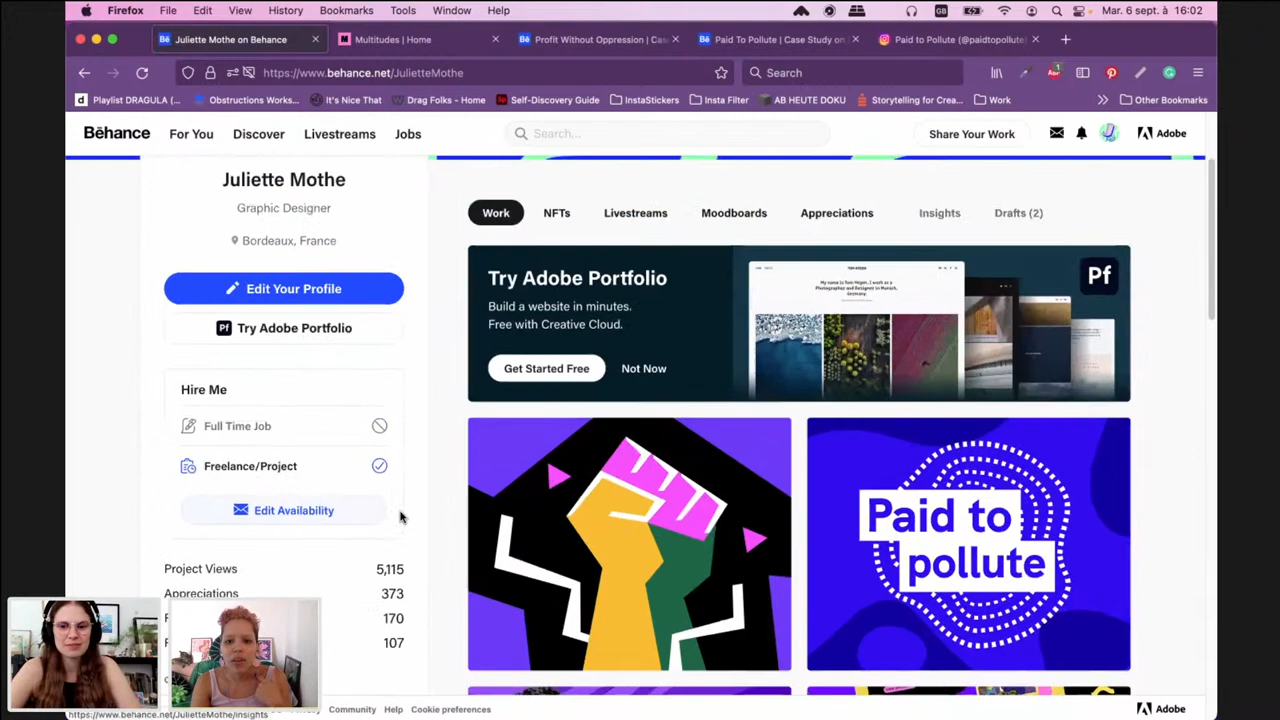 Firefox File Edit View History Bookmarks Tools Window Help Mar. 6 sept. à 16:02
Juliette Mothe on Behance
Multitudes | Home
Profit Without Oppression | Cas
Paid To Pollute | Case Study on
Paid to Pollute (@paidtopollute
https://www.behance.net/JulietteMothe
Search
Playlist DRAGULA (... Obstructions Works... It's Nice That Drag Folks - Home Self-Discovery Guide InstaStickers Insta Filter AB HEUTE DOKU Storytelling for Crea... Work Other Bookmarks
Bēhance For You Discover Livestreams Jobs Search... Share Your Work Adobe
Juliette Mothe
Graphic Designer
Bordeaux, France
Edit Your Profile
Pf Try Adobe Portfolio
Hire Me
Full Time Job
Freelance/Project
Edit Availability
Project Views 5,115
Appreciations 373
170
107
Work NFTs Livestreams Moodboards Appreciations Insights Drafts (2)
Try Adobe Portfolio
Build a website in minutes.
Free with Creative Cloud.
Get Started Free Not Now
Pf
Paid to
pollute
Community Help Cookie preferences
Adobe
https://www.behance.net/JulietteMothe/insights